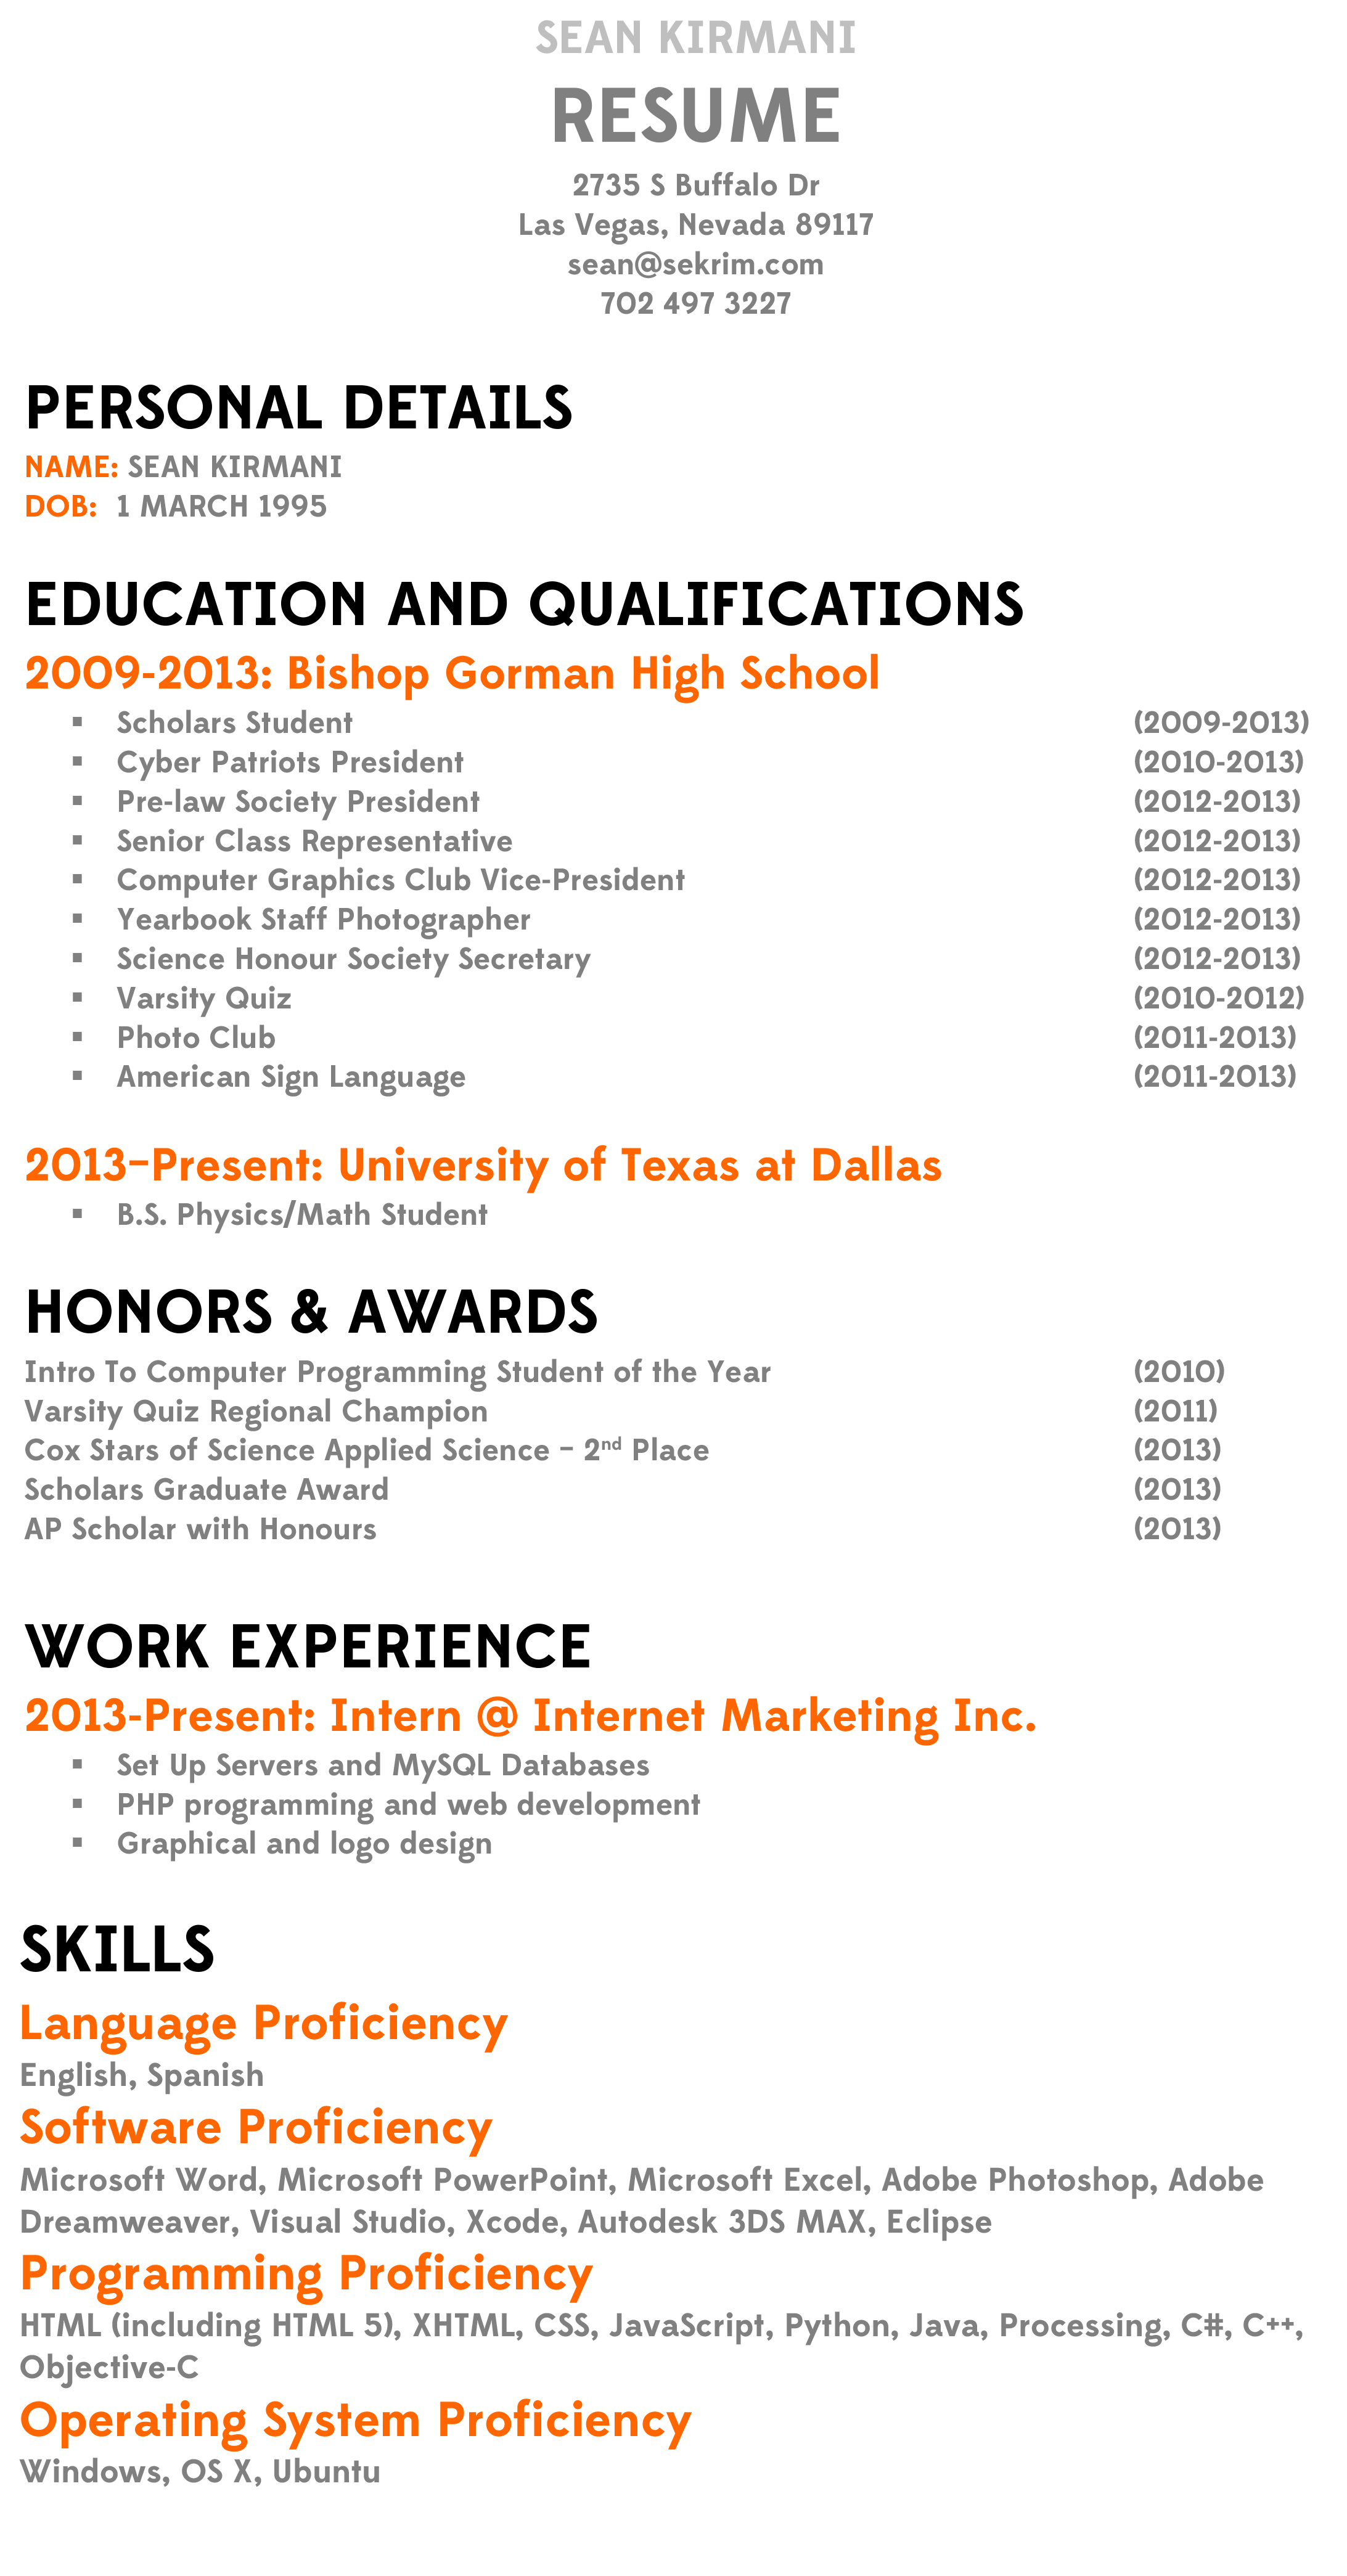 SEAN KIRMANI
RESUME
2735 S Buffalo Dr
Las Vegas, Nevada 89117
sean@sekrim.com
702 497 3227
PERSONAL DETAILS
NAME: SEAN KIRMANI
DOB: 1 MARCH 1995
EDUCATION AND QUALIFICATIONS
2009-2013: Bishop Gorman High School
▪ Scholars Student (2009-2013)
▪ Cyber Patriots President (2010-2013)
▪ Pre-law Society President (2012-2013)
▪ Senior Class Representative (2012-2013)
▪ Computer Graphics Club Vice-President (2012-2013)
▪ Yearbook Staff Photographer (2012-2013)
▪ Science Honour Society Secretary (2012-2013)
▪ Varsity Quiz (2010-2012)
▪ Photo Club (2011-2013)
▪ American Sign Language (2011-2013)
2013–Present: University of Texas at Dallas
▪ B.S. Physics/Math Student
HONORS & AWARDS
Intro To Computer Programming Student of the Year (2010)
Varsity Quiz Regional Champion (2011)
Cox Stars of Science Applied Science – 2nd Place (2013)
Scholars Graduate Award (2013)
AP Scholar with Honours (2013)
WORK EXPERIENCE
2013-Present: Intern @ Internet Marketing Inc.
▪ Set Up Servers and MySQL Databases
▪ PHP programming and web development
▪ Graphical and logo design
SKILLS
Language Proficiency
English, Spanish
Software Proficiency
Microsoft Word, Microsoft PowerPoint, Microsoft Excel, Adobe Photoshop, Adobe
Dreamweaver, Visual Studio, Xcode, Autodesk 3DS MAX, Eclipse
Programming Proficiency
HTML (including HTML 5), XHTML, CSS, JavaScript, Python, Java, Processing, C#, C++,
Objective-C
Operating System Proficiency
Windows, OS X, Ubuntu